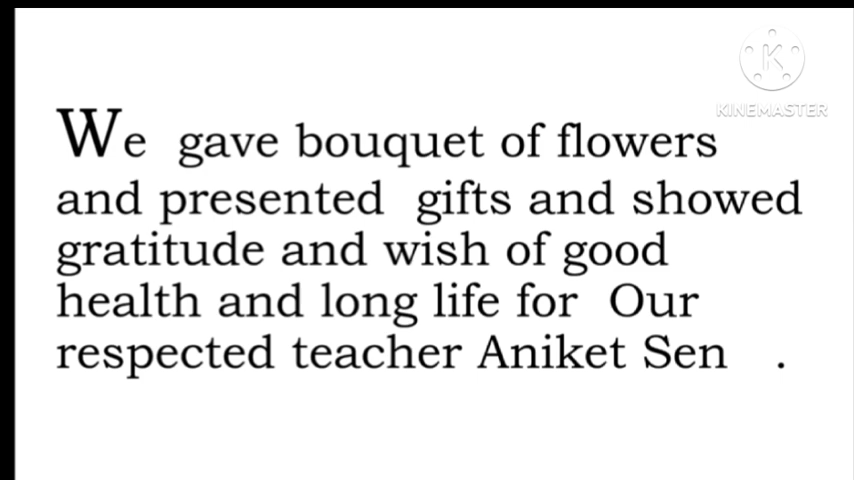 KINEMASTER
We gave bouquet of flowers
and presented gifts and showed
gratitude and wish of good
health and long life for Our
respected teacher Aniket Sen .